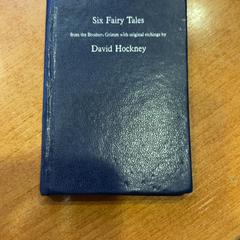 Six Fairy Tales
from the Brothers Grimm with original etchings by
David Hockney